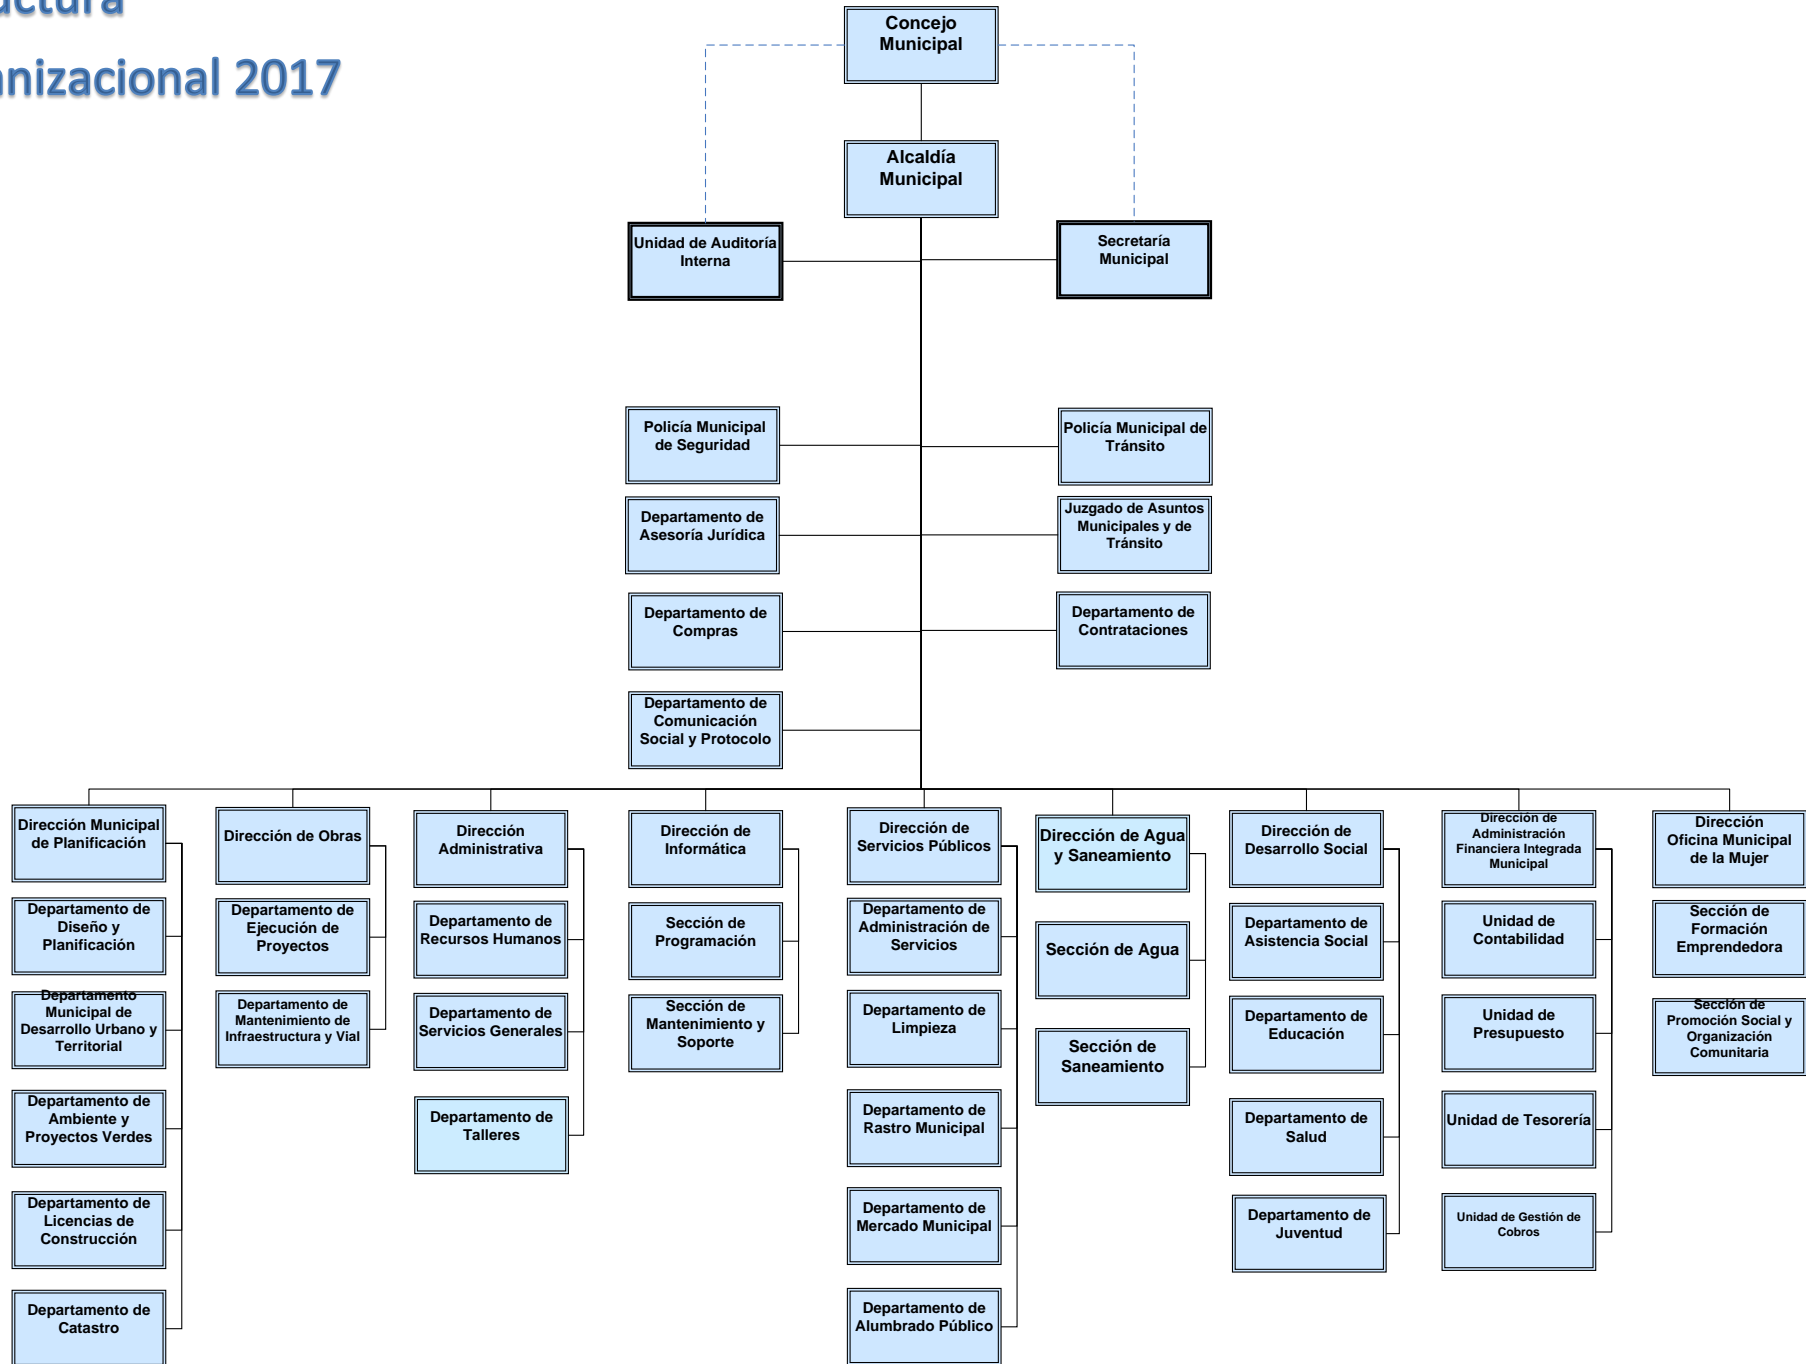 uctura
anizacional 2017
Concejo
Municipal
Alcaldía
Municipal
Unidad de Auditoría
Interna
Secretaría
Municipal
Policía Municipal
de Seguridad
Policía Municipal de
Tránsito
Departamento de
Asesoría Jurídica
Juzgado de Asuntos
Municipales y de
Tránsito
Departamento de
Compras
Departamento de
Contrataciones
Departamento de
Comunicación
Social y Protocolo
Dirección Municipal
de Planificación
Departamento de
Diseño y
Planificación
Departamento
Municipal de
Desarrollo Urbano y
Territorial
Departamento de
Ambiente y
Proyectos Verdes
Departamento de
Licencias de
Construcción
Departamento de
Catastro
Dirección de Obras
Departamento de
Ejecución de
Proyectos
Departamento de
Mantenimiento de
Infraestructura y Vial
Dirección
Administrativa
Departamento de
Recursos Humanos
Departamento de
Servicios Generales
Departamento de
Talleres
Dirección de
Informática
Sección de
Programación
Sección de
Mantenimiento y
Soporte
Dirección de
Servicios Públicos
Departamento de
Administración de
Servicios
Departamento de
Limpieza
Departamento de
Rastro Municipal
Departamento de
Mercado Municipal
Departamento de
Alumbrado Público
Dirección de Agua
y Saneamiento
Sección de Agua
Sección de
Saneamiento
Dirección de
Desarrollo Social
Departamento de
Asistencia Social
Departamento de
Educación
Departamento de
Salud
Departamento de
Juventud
Dirección de
Administración
Financiera Integrada
Municipal
Unidad de
Contabilidad
Unidad de
Presupuesto
Unidad de Tesorería
Unidad de Gestión de
Cobros
Dirección
Oficina Municipal
de la Mujer
Sección de
Formación
Emprendedora
Sección de
Promoción Social y
Organización
Comunitaria